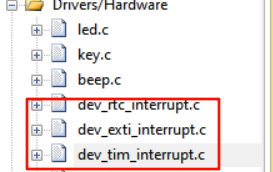 Drivers/Hardware
led.c
key.c
beep.c
dev_rtc_interrupt.c
dev_exti_interrupt.c
dev_tim_interrupt.c